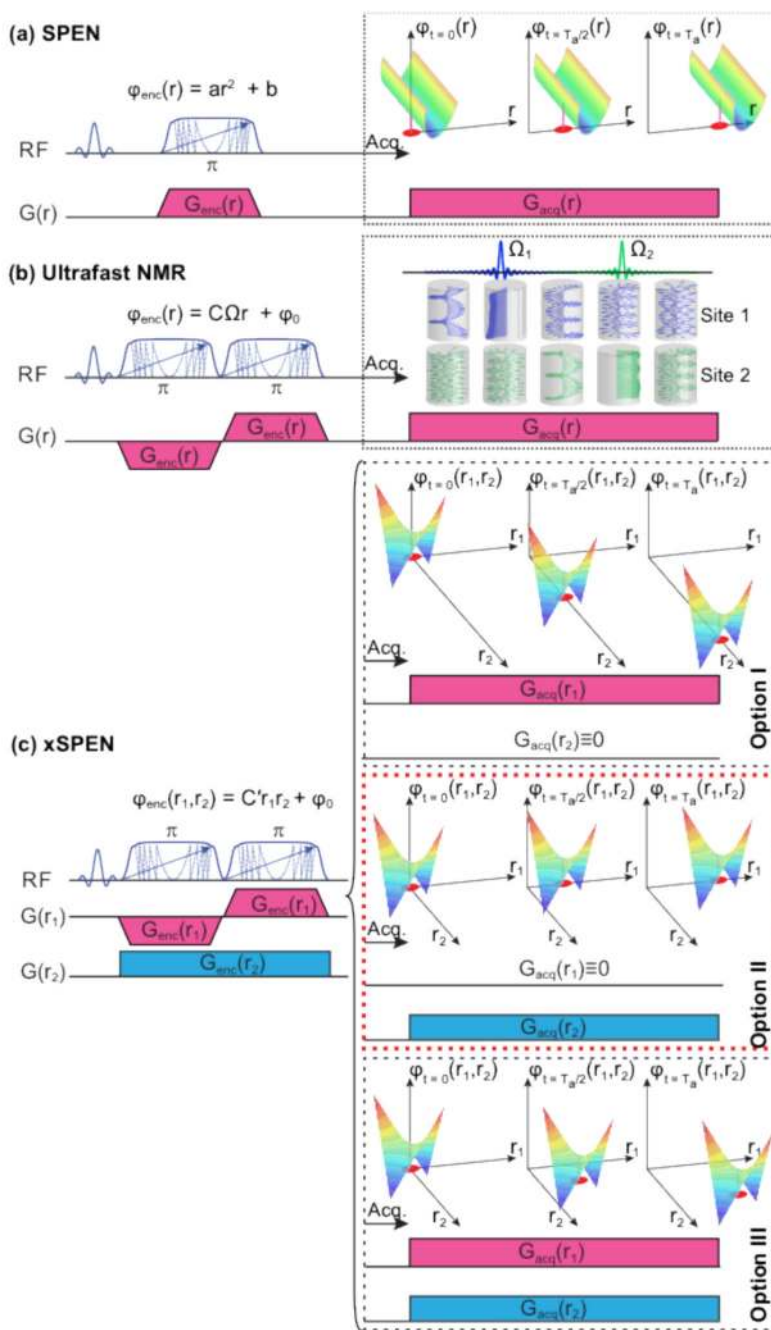 (a) SPEN
φenc(r) = ar² + b
RF
π
Acq.
G(r)
Genc(r)
φt = 0(r)
φt = Ta/2(r)
φt = Ta(r)
r
r
r
Gacq(r)
(b) Ultrafast NMR
φenc(r) = CΩr + φ0
RF
π
π
Acq.
G(r)
Genc(r)
Genc(r)
Ω1
Ω2
Site 1
Site 2
Gacq(r)
φt = 0(r1,r2)
φt = Ta/2(r1,r2)
φt = Ta(r1,r2)
r1
r1
r1
r2
r2
r2
Acq.
Gacq(r1)
Gacq(r2)≡0
Option I
(c) xSPEN
φenc(r1,r2) = C'r1r2 + φ0
π
π
RF
G(r1)
Genc(r1)
Genc(r1)
G(r2)
Genc(r2)
φt = 0(r1,r2)
φt = Ta/2(r1,r2)
φt = Ta(r1,r2)
r1
r1
r1
r2
r2
r2
Acq.
Gacq(r1)≡0
Gacq(r2)
Option II
φt = 0(r1,r2)
φt = Ta/2(r1,r2)
φt = Ta(r1,r2)
r1
r1
r1
r2
r2
r2
Acq.
Gacq(r1)
Gacq(r2)
Option III